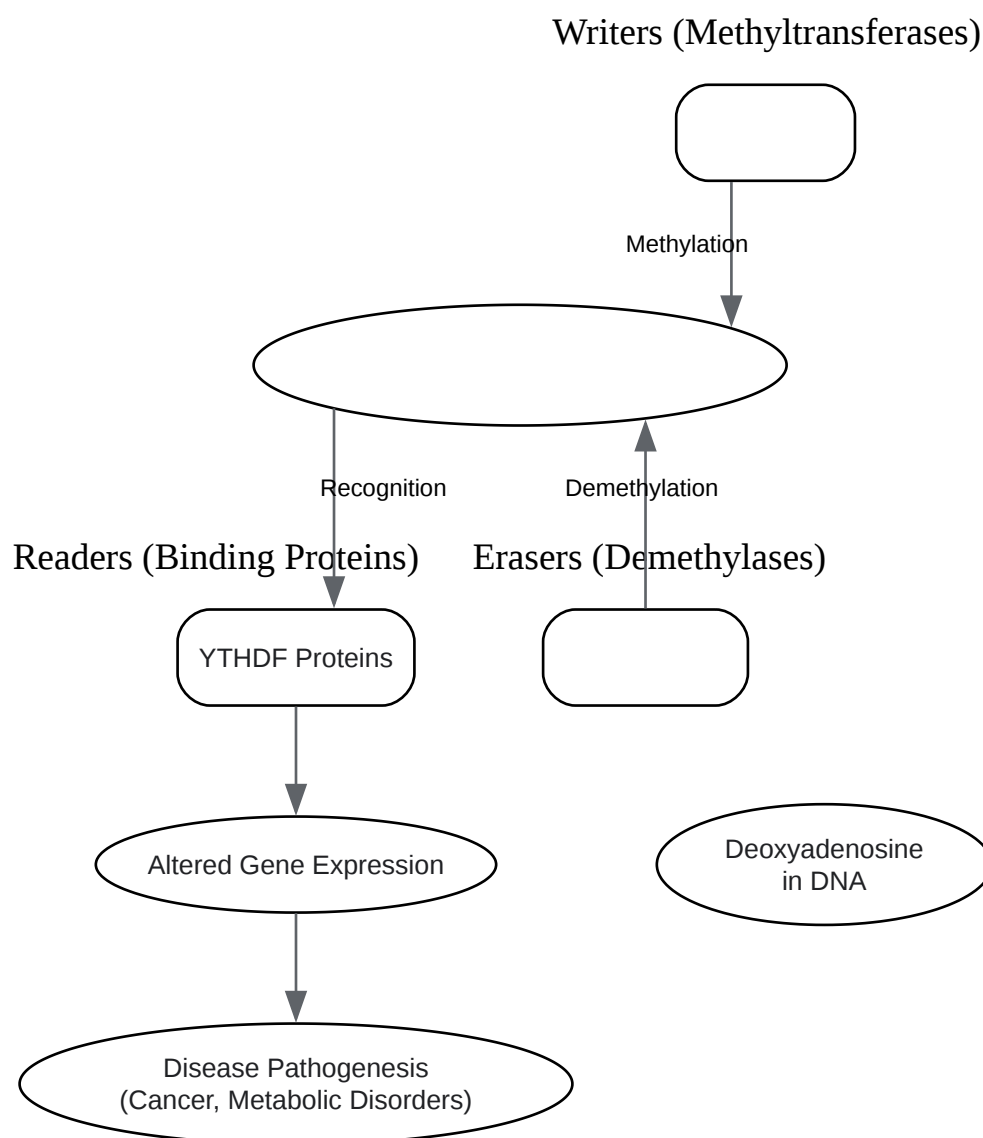 Writers (Methyltransferases)
Methylation
Recognition
Demethylation
Readers (Binding Proteins)
Erasers (Demethylases)
YTHDF Proteins
Altered Gene Expression
Deoxyadenosine
in DNA
Disease Pathogenesis
(Cancer, Metabolic Disorders)